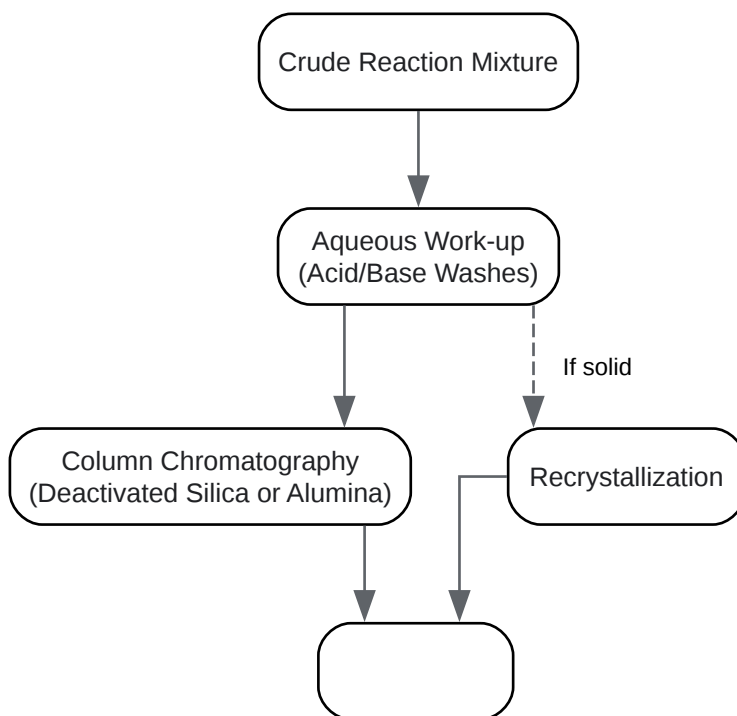 Crude Reaction Mixture
Aqueous Work-up
(Acid/Base Washes)
If solid
Column Chromatography
(Deactivated Silica or Alumina)
Recrystallization